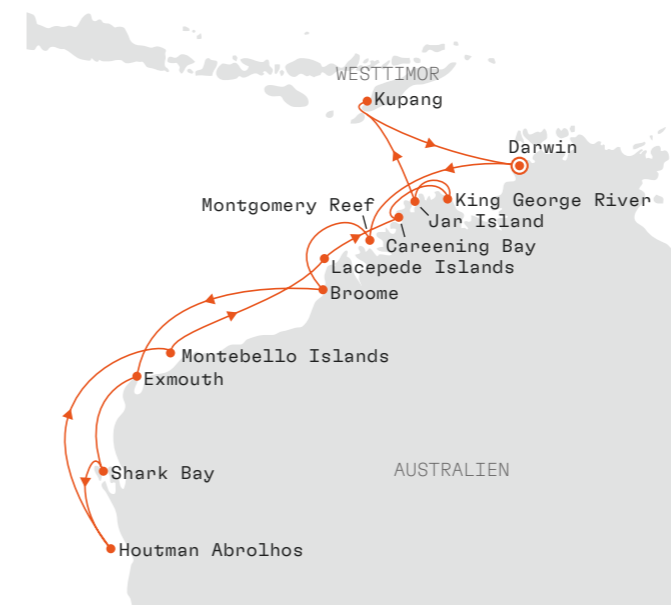 WESTTIMOR
Kupang
Darwin
Montgomery Reef
King George River
Jar Island
Careening Bay
Lacepede Islands
Broome
Montebello Islands
Exmouth
Shark Bay
AUSTRALIEN
Houtman Abrolhos